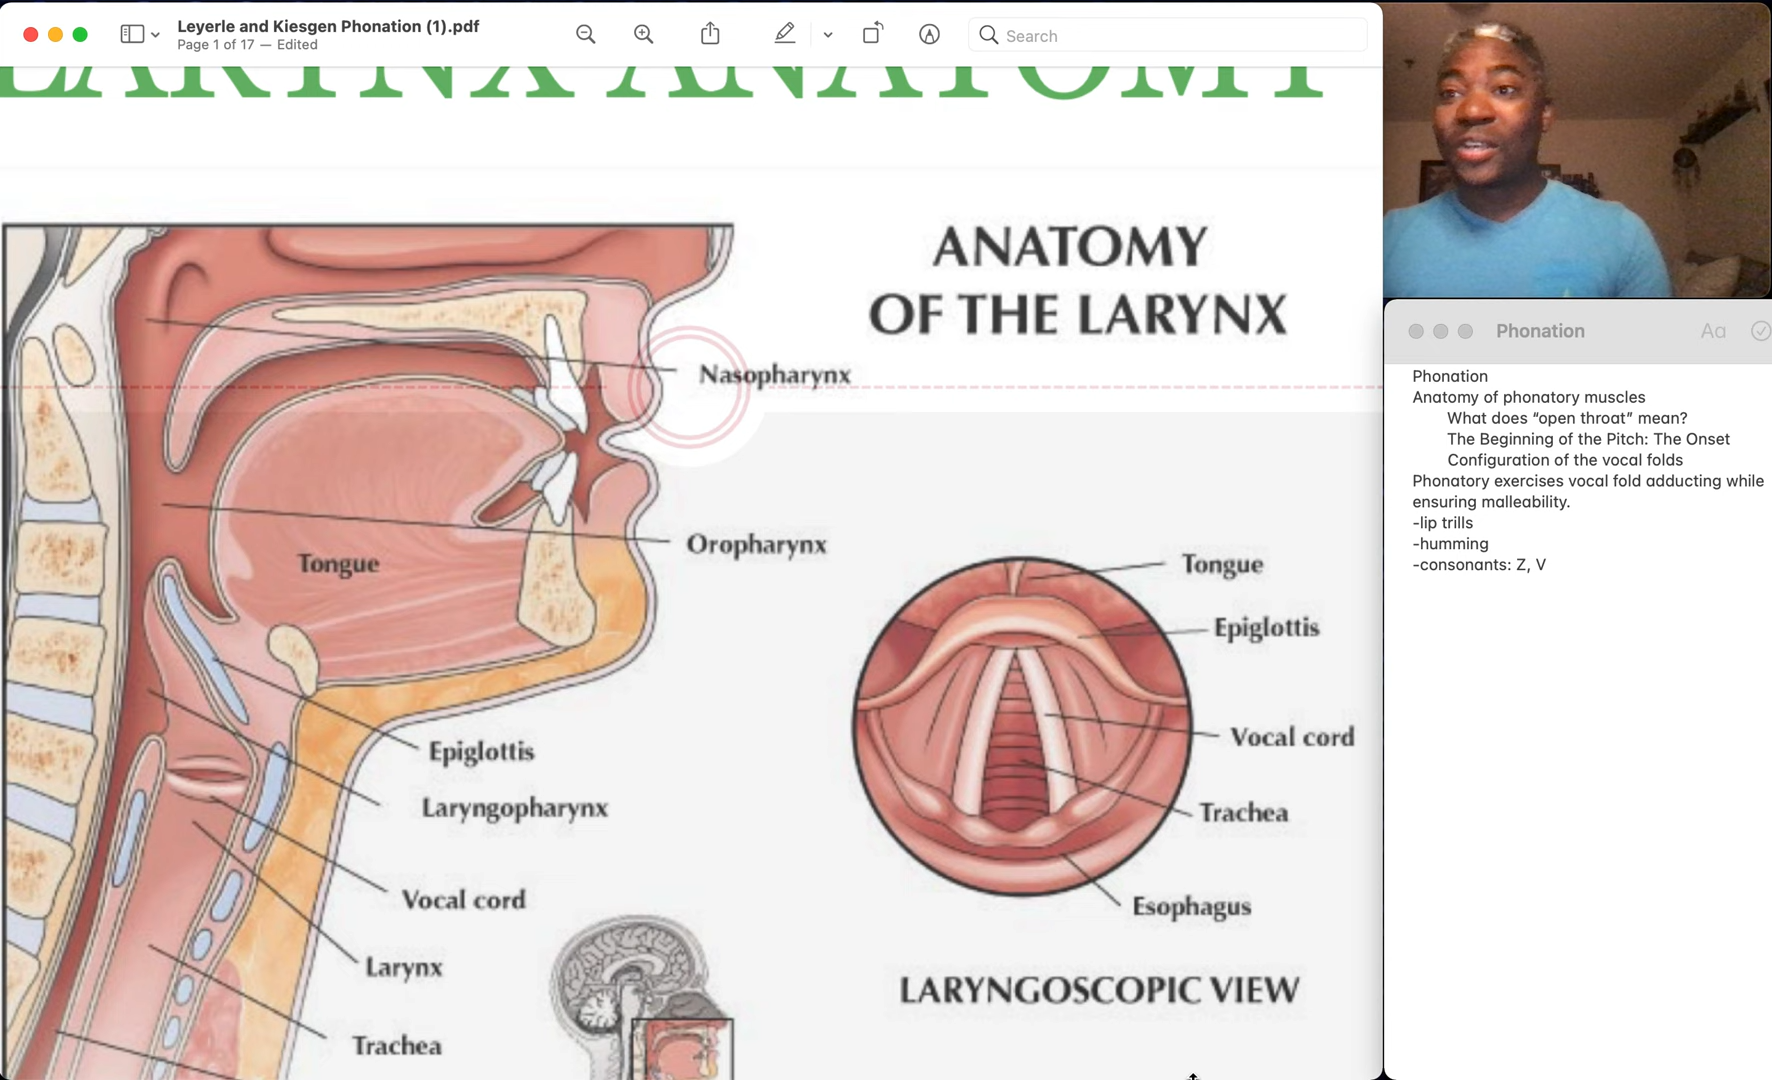 Leyerle and Kiesgen Phonation (1).pdf
Page 1 of 17 — Edited
Search
LARYNX ANATOMY
ANATOMY
OF THE LARYNX
Nasopharynx
Oropharynx
Tongue
Epiglottis
Laryngopharynx
Vocal cord
Larynx
Trachea
Tongue
Epiglottis
Vocal cord
Trachea
Esophagus
LARYNGOSCOPIC VIEW
Phonation
Aa
Phonation
Anatomy of phonatory muscles
What does “open throat” mean?
The Beginning of the Pitch: The Onset
Configuration of the vocal folds
Phonatory exercises vocal fold adducting while
ensuring malleability.
-lip trills
-humming
-consonants: Z, V